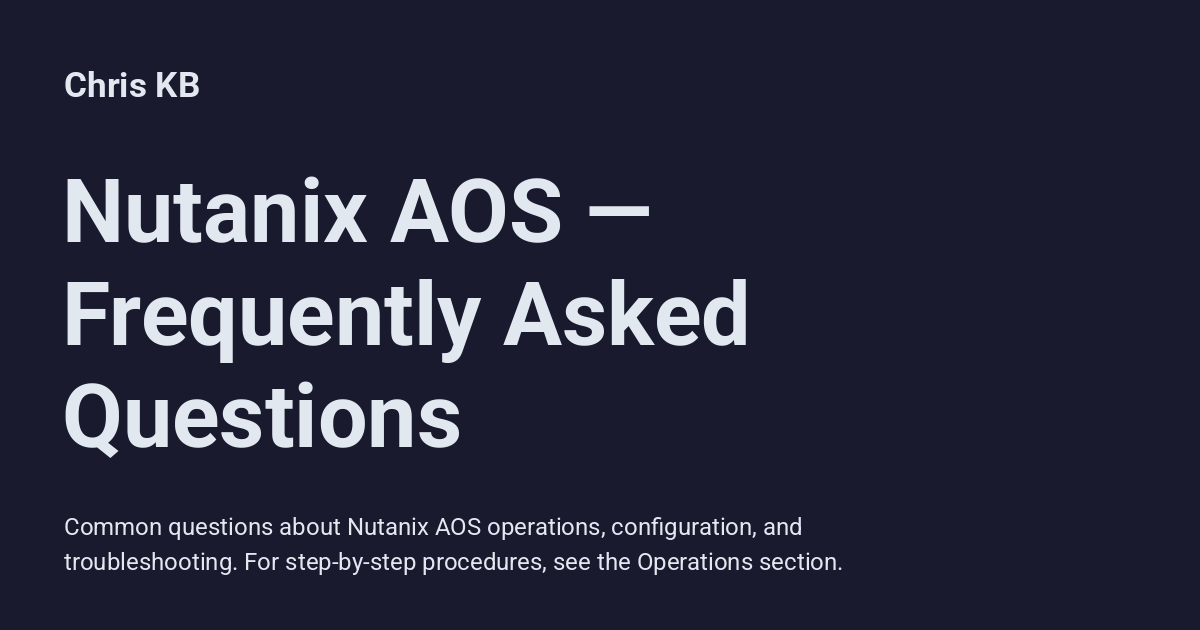 Chris KB
Nutanix AOS —
Frequently Asked
Questions
Common questions about Nutanix AOS operations, configuration, and
troubleshooting. For step-by-step procedures, see the Operations section.